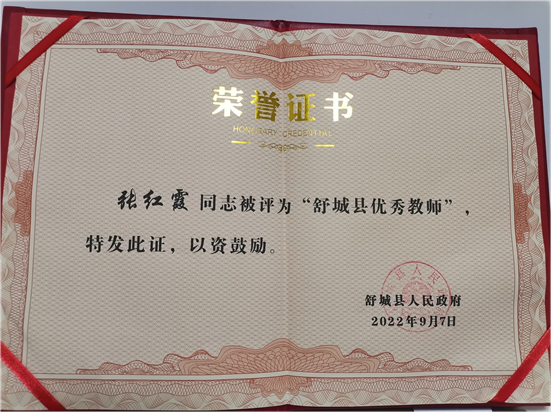 荣誉证书
HONORARY CREDENTIAL
张红霞 同志被评为“舒城县优秀教师”，
特发此证，以资鼓励。
舒城县人民政府
2022年9月7日